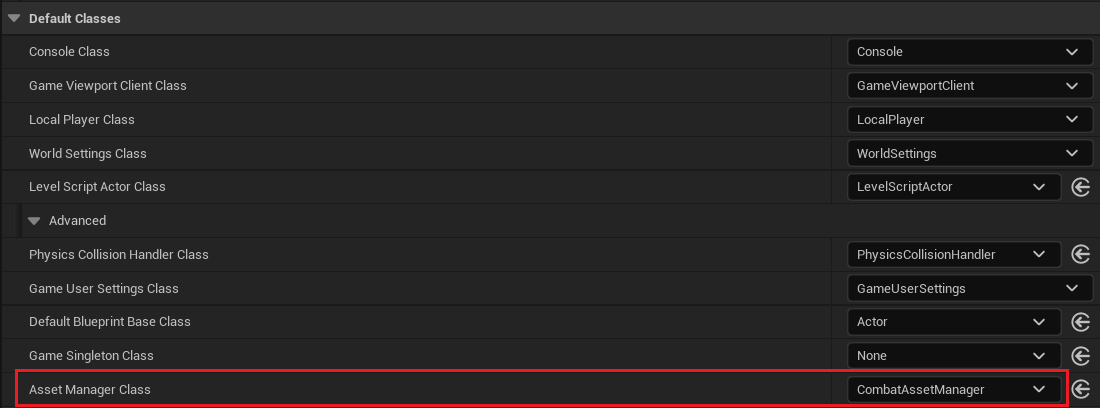 Default Classes
Console Class Console
Game Viewport Client Class GameViewportClient
Local Player Class LocalPlayer
World Settings Class WorldSettings
Level Script Actor Class LevelScriptActor
Advanced
Physics Collision Handler Class PhysicsCollisionHandler
Game User Settings Class GameUserSettings
Default Blueprint Base Class Actor
Game Singleton Class None
Asset Manager Class CombatAssetManager